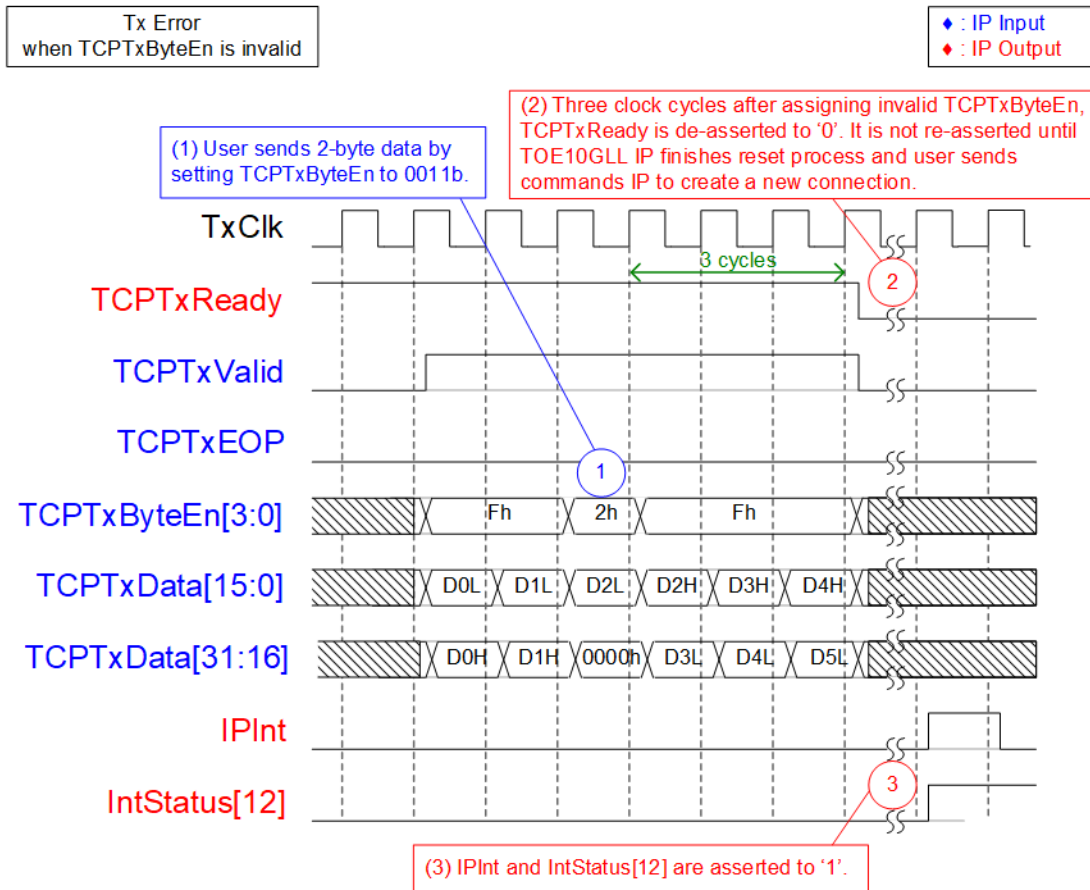 Tx Error
when TCPTxByteEn is invalid
♦ : IP Input
♦ : IP Output
(1) User sends 2-byte data by
setting TCPTxByteEn to 0011b.
(2) Three clock cycles after assigning invalid TCPTxByteEn,
TCPTxReady is de-asserted to ‘0’. It is not re-asserted until
TOE10GLL IP finishes reset process and user sends
commands IP to create a new connection.
TxClk
3 cycles
TCPTxReady
2
TCPTxValid
TCPTxEOP
1
TCPTxByteEn[3:0]
Fh 2h Fh
TCPTxData[15:0]
D0L D1L D2L D2H D3H D4H
TCPTxData[31:16]
D0H D1H 0000h D3L D4L D5L
IPInt
IntStatus[12]
3
(3) IPInt and IntStatus[12] are asserted to ‘1’.